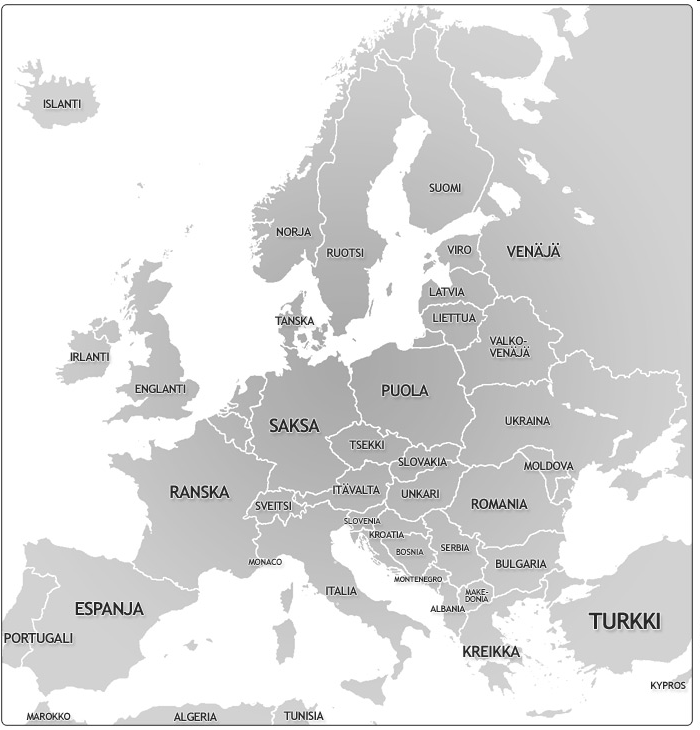 ISLANTI
SUOMI
NORJA
RUOTSI
VIRO
VENÄJÄ
LATVIA
TANSKA
LIETTUA
VALKO-
VENÄJÄ
IRLANTI
ENGLANTI
PUOLA
SAKSA
UKRAINA
TSEKKI
SLOVAKIA
MOLDOVA
RANSKA
ITÄVALTA
UNKARI
SVEITSI
ROMANIA
SLOVENIA
KROATIA
BOSNIA
SERBIA
MONACO
BULGARIA
MONTENEGRO
ITALIA
MAKE-
DONIA
ESPANJA
ALBANIA
TURKKI
PORTUGALI
KREIKKA
KYPROS
MAROKKO
ALGERIA
TUNISIA